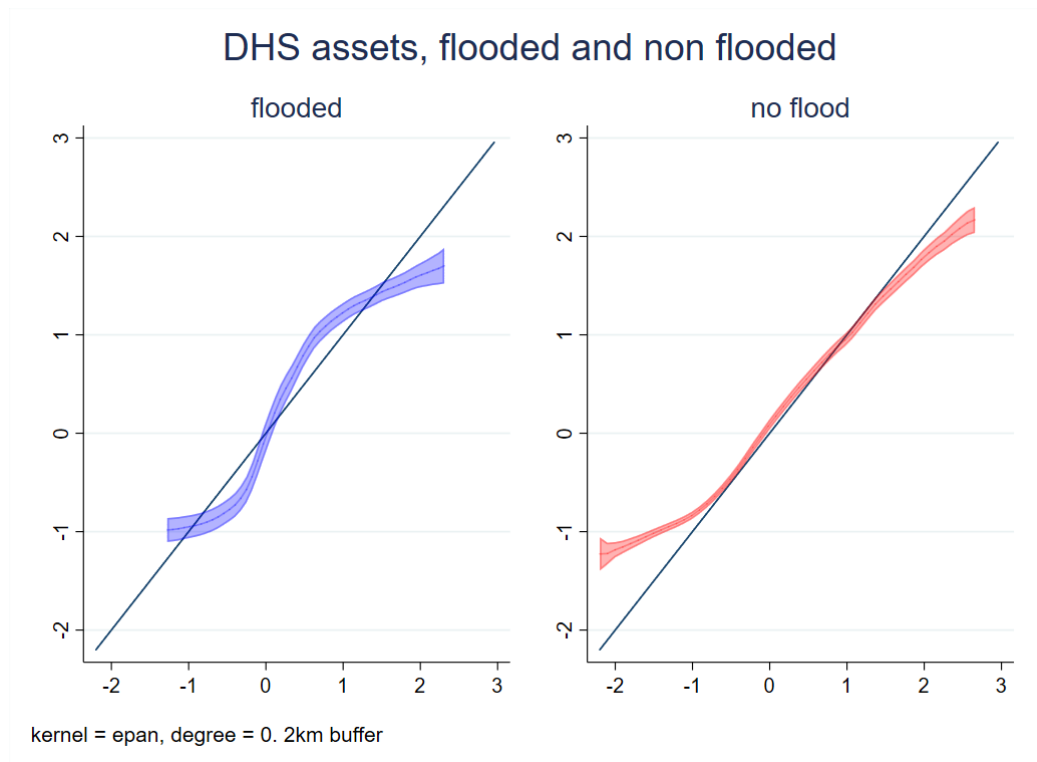 DHS assets, flooded and non flooded
flooded
no flood
3
2
1
0
-1
-2
-2 -1 0 1 2 3
3
2
1
0
-1
-2
-2 -1 0 1 2 3
kernel = epan, degree = 0. 2km buffer